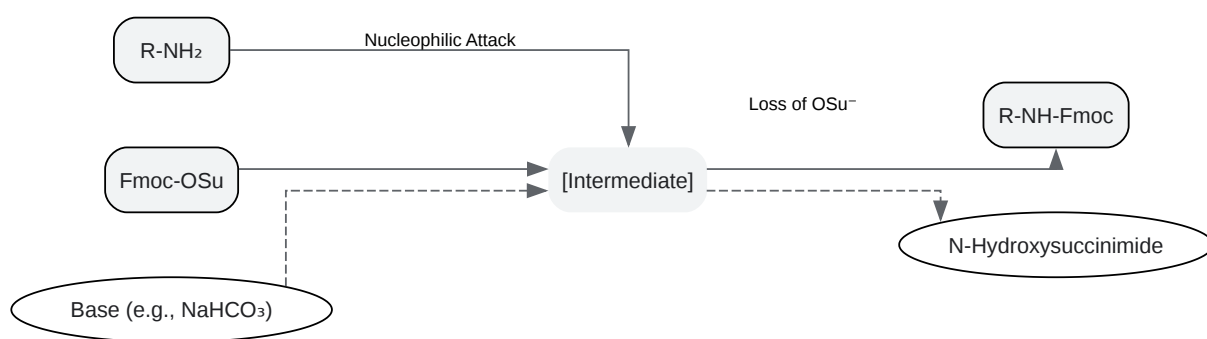 R-NH₂
Nucleophilic Attack
Loss of OSu⁻
R-NH-Fmoc
Fmoc-OSu
[Intermediate]
N-Hydroxysuccinimide
Base (e.g., NaHCO₃)